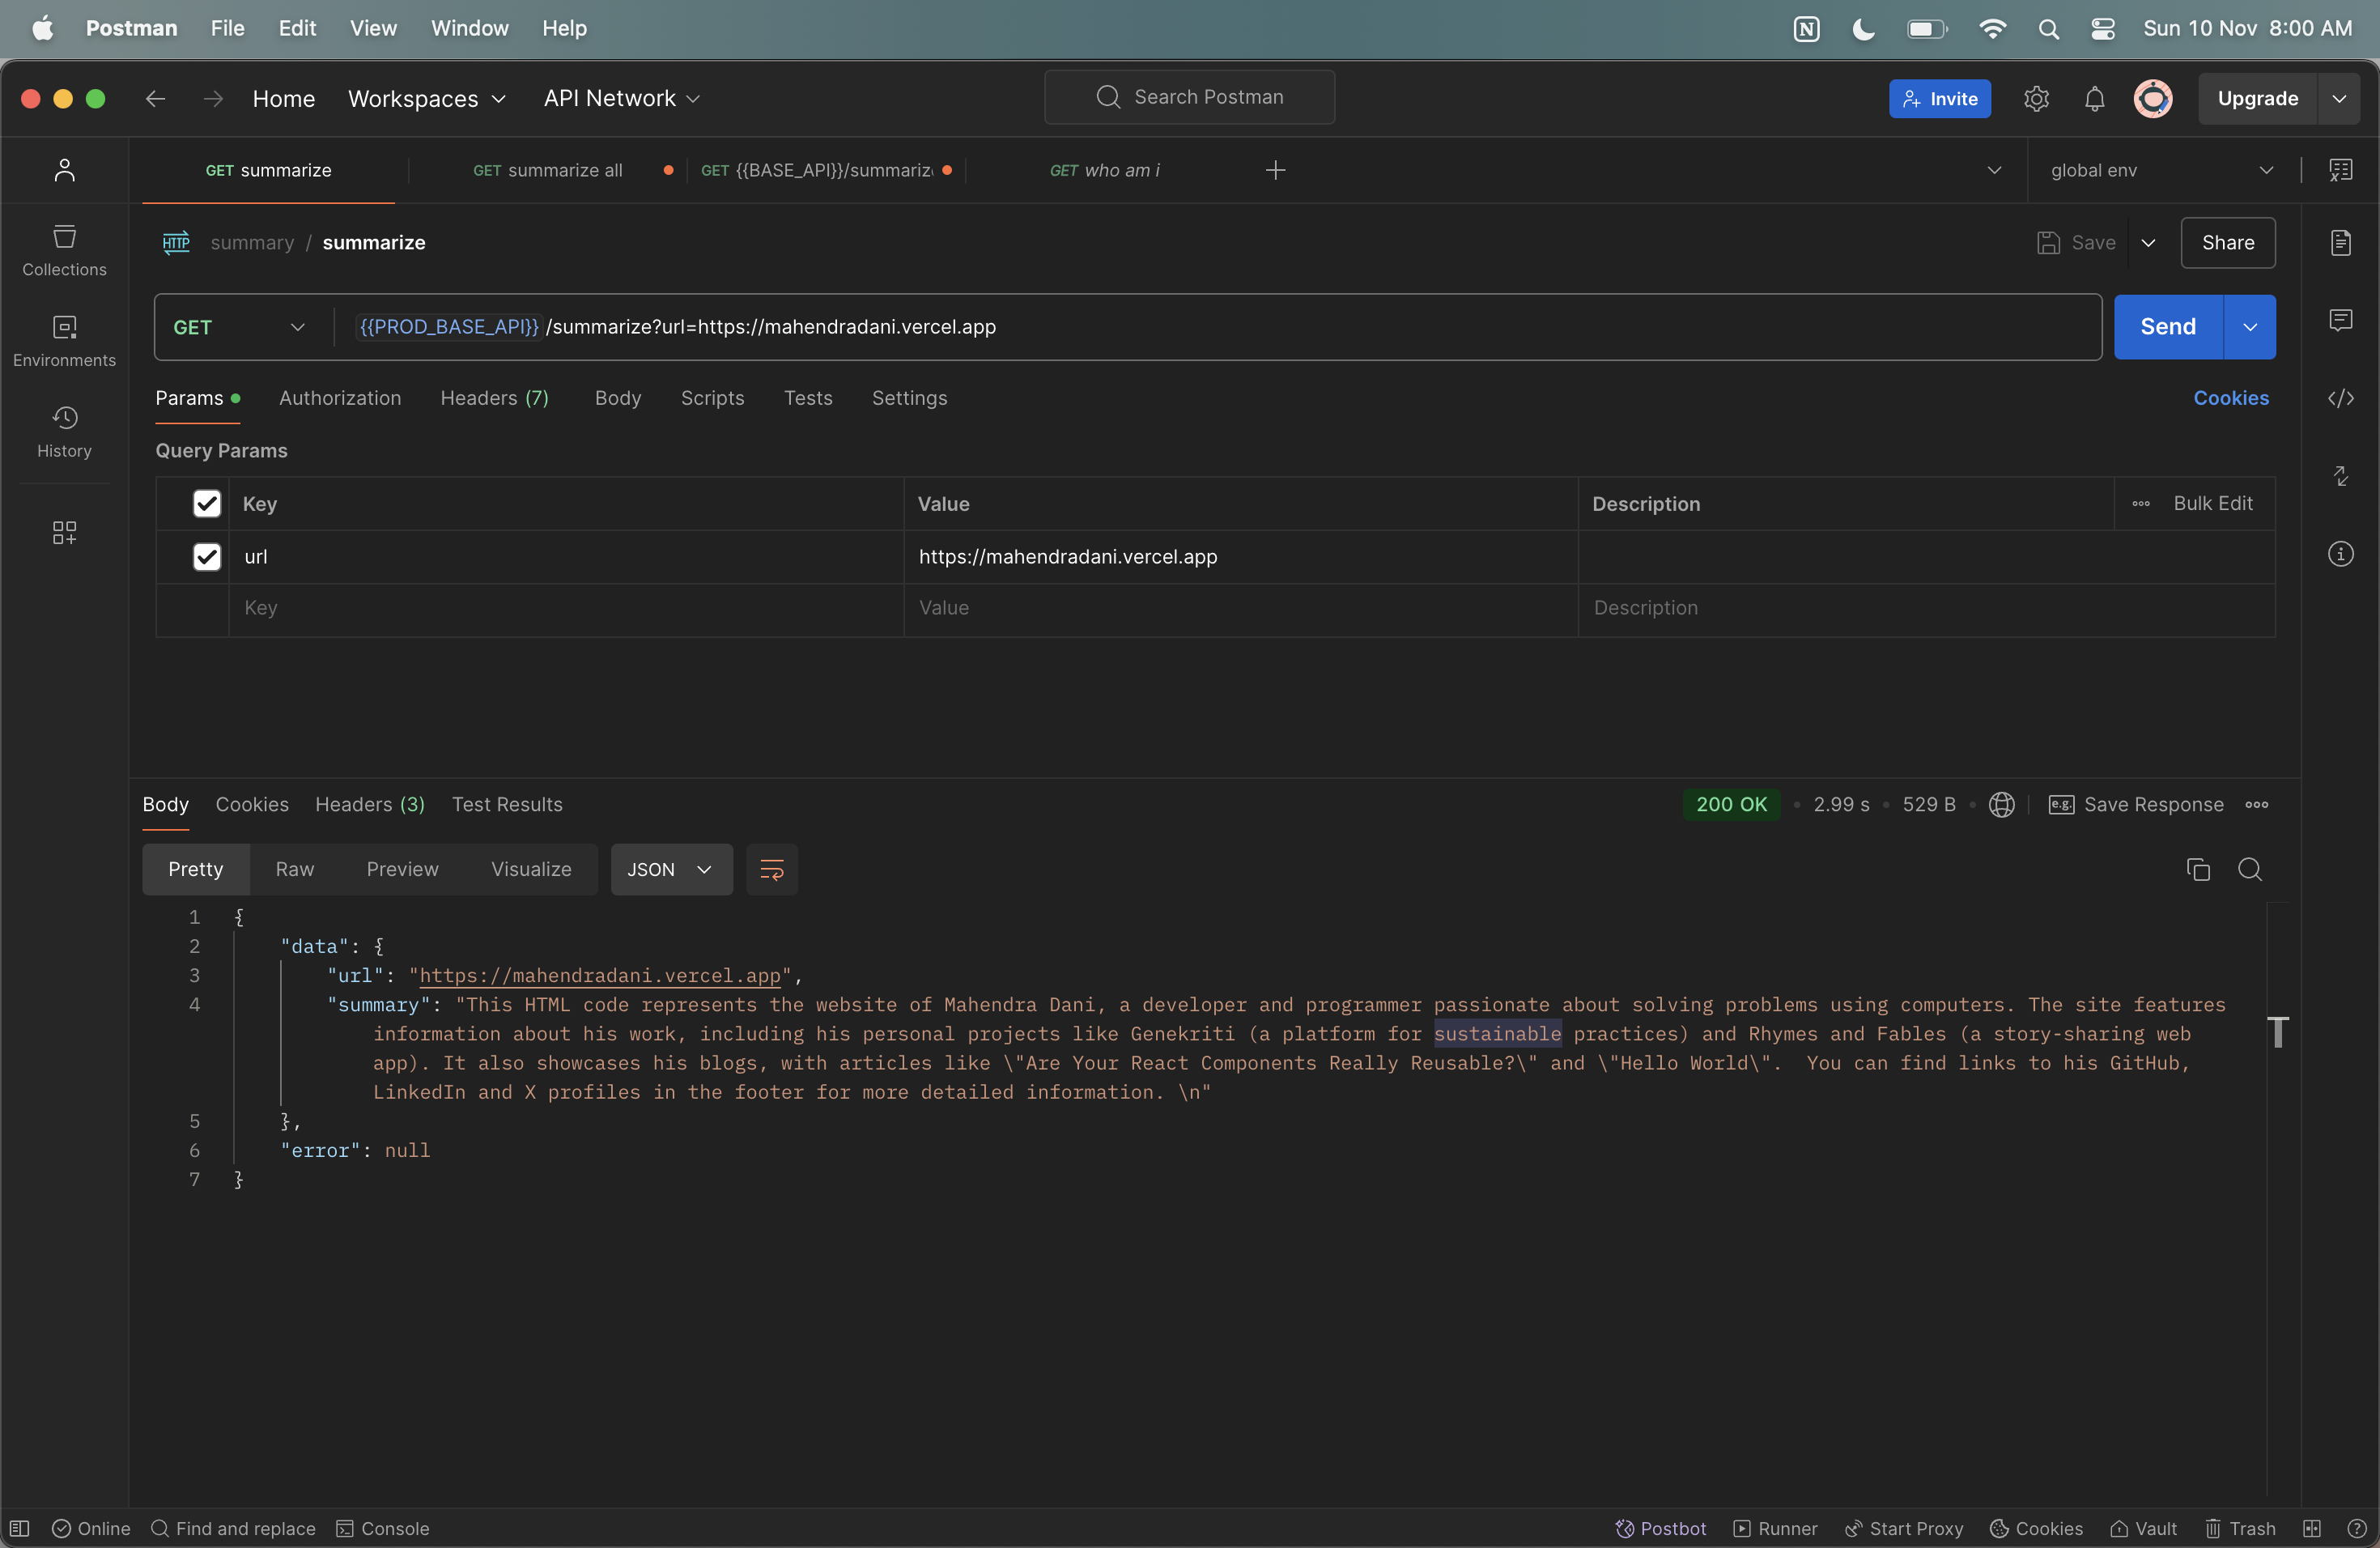 Postman File Edit View Window Help
N
Sun 10 Nov 8:00 AM
Home Workspaces API Network
Search Postman
Invite
Upgrade
GET summarize
GET summarize all
GET {{BASE_API}}/summariz
GET who am i
global env
Collections
Environments
History
HTTP summary / summarize
Save
Share
GET
{{PROD_BASE_API}}/summarize?url=https://mahendradani.vercel.app
Send
Params Authorization Headers (7) Body Scripts Tests Settings
Cookies
Query Params
Key Value Description Bulk Edit
url https://mahendradani.vercel.app
Key Value Description
Body Cookies Headers (3) Test Results
200 OK 2.99 s 529 B
e.g. Save Response
Pretty Raw Preview Visualize JSON
1 {
2 "data": {
3 "url": "https://mahendradani.vercel.app",
4 "summary": "This HTML code represents the website of Mahendra Dani, a developer and programmer passionate about solving problems using computers. The site features
information about his work, including his personal projects like Genekriti (a platform for sustainable practices) and Rhymes and Fables (a story-sharing web
app). It also showcases his blogs, with articles like \"Are Your React Components Really Reusable?\" and \"Hello World\".  You can find links to his GitHub,
LinkedIn and X profiles in the footer for more detailed information. \n"
5 },
6 "error": null
7 }
Online Find and replace Console
Postbot Runner Start Proxy Cookies Vault Trash